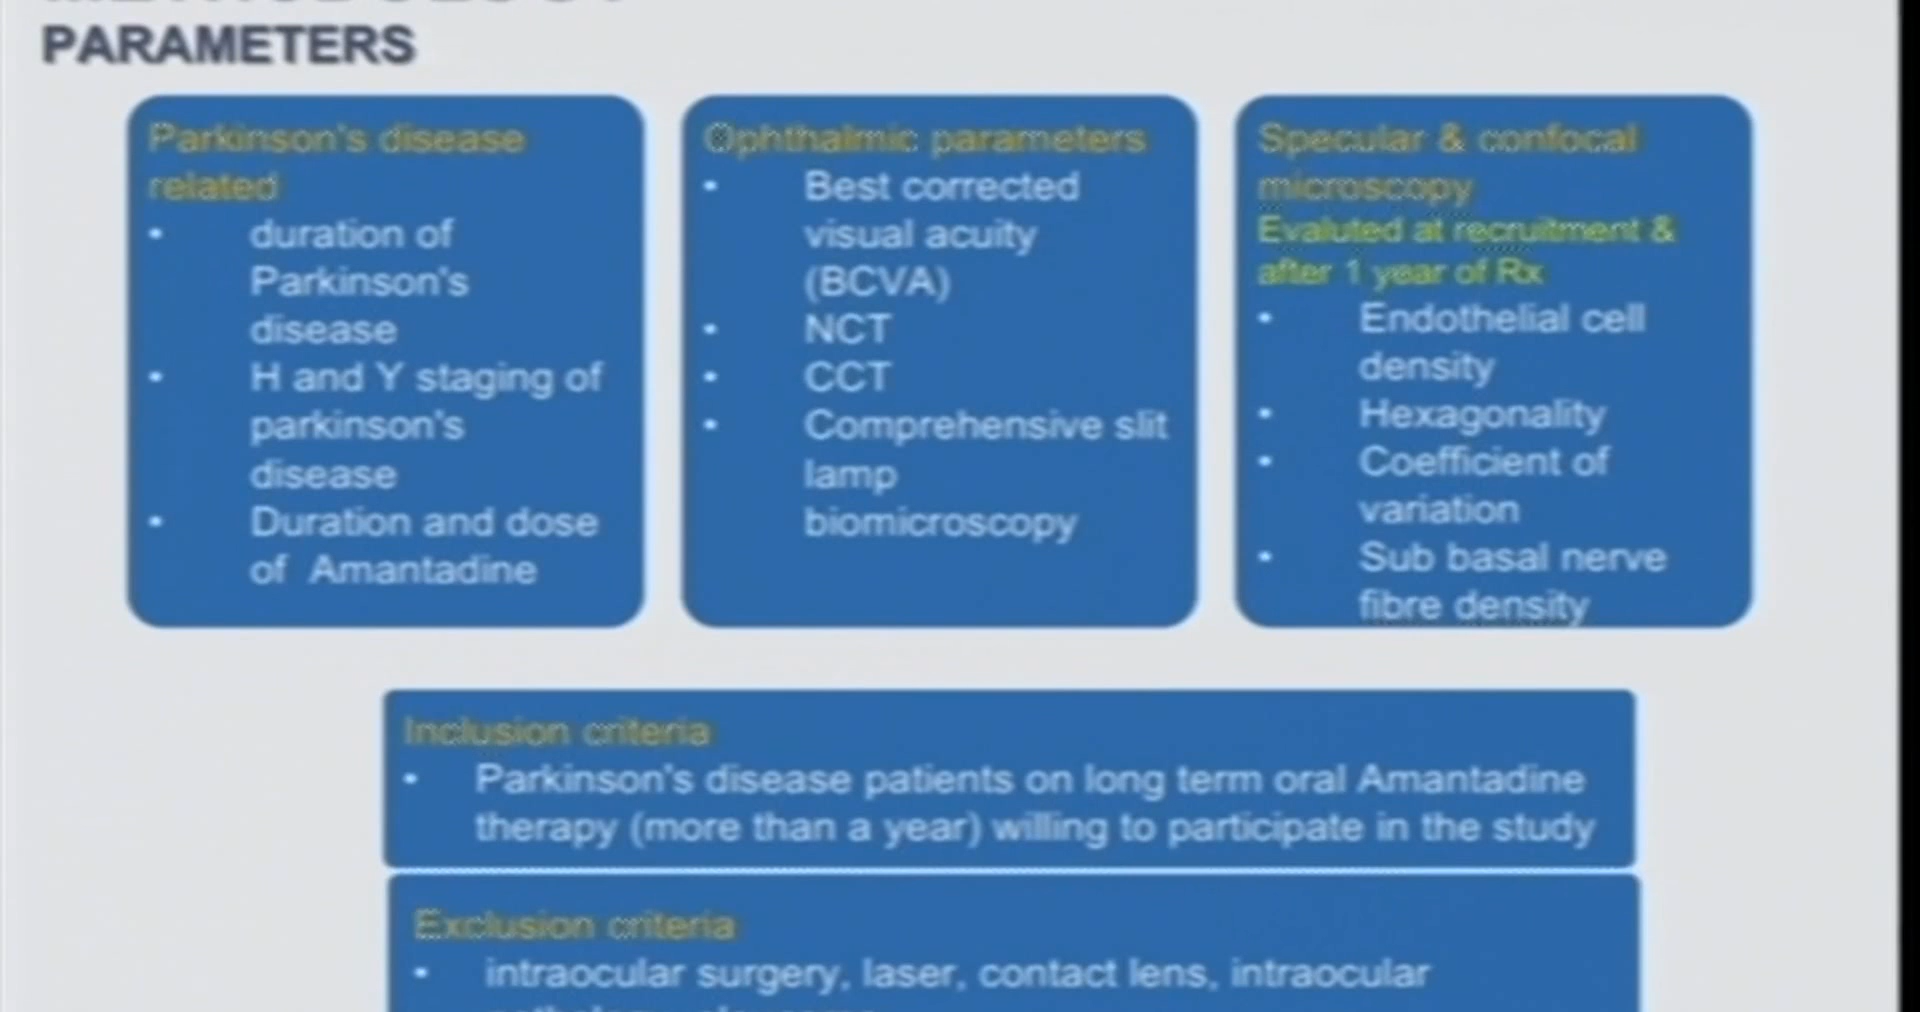 PARAMETERS
Parkinson's disease
related
• duration of
Parkinson's
disease
• H and Y staging of
parkinson's
disease
• Duration and dose
of Amantadine
Ophthalmic parameters
• Best corrected
visual acuity
(BCVA)
• NCT
• CCT
• Comprehensive slit
lamp
biomicroscopy
Specular & confocal
microscopy
Evaluted at recruitment &
after 1 year of Rx
• Endothelial cell
density
• Hexagonality
• Coefficient of
variation
• Sub basal nerve
fibre density
Inclusion criteria
• Parkinson's disease patients on long term oral Amantadine
therapy (more than a year) willing to participate in the study
Exclusion criteria
• intraocular surgery, laser, contact lens, intraocular